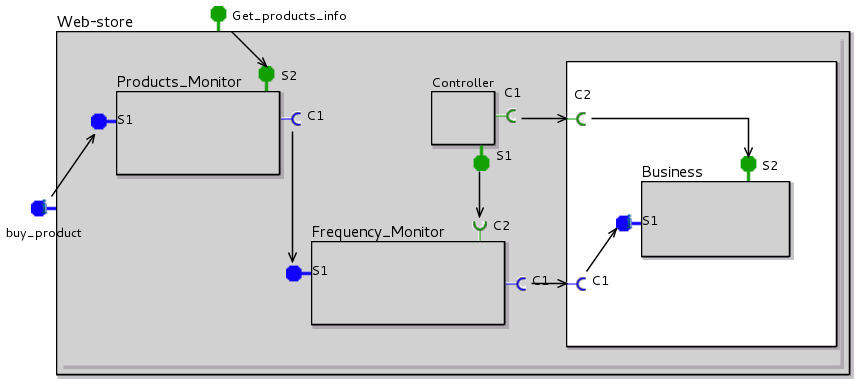 Get_products_info
Web-store
Products_Monitor
S2
S1
C1
Controller
C1
C2
S1
S2
Business
S1
buy_product
Frequency_Monitor
C2
S1
C1
C1